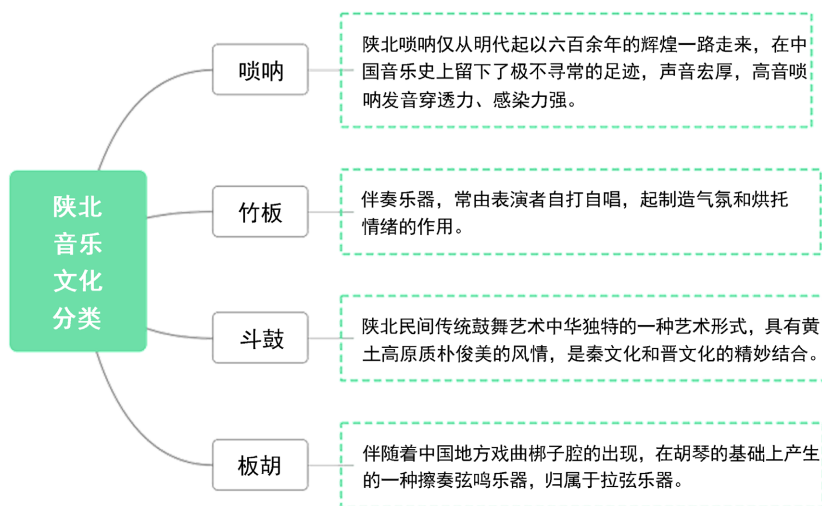 陕北
音乐
文化
分类
唢呐
陕北唢呐仅从明代起以六百余年的辉煌一路走来，在中
国音乐史上留下了极不寻常的足迹，声音宏厚，高音唢
呐发音穿透力、感染力强。
竹板
伴奏乐器，常由表演者自打自唱，起制造气氛和烘托
情绪的作用。
斗鼓
陕北民间传统鼓舞艺术中华独特的一种艺术形式，具有黄
土高原质朴俊美的风情，是秦文化和晋文化的精妙结合。
板胡
伴随着中国地方戏曲梆子腔的出现，在胡琴的基础上产生
的一种擦奏弦鸣乐器，归属于拉弦乐器。